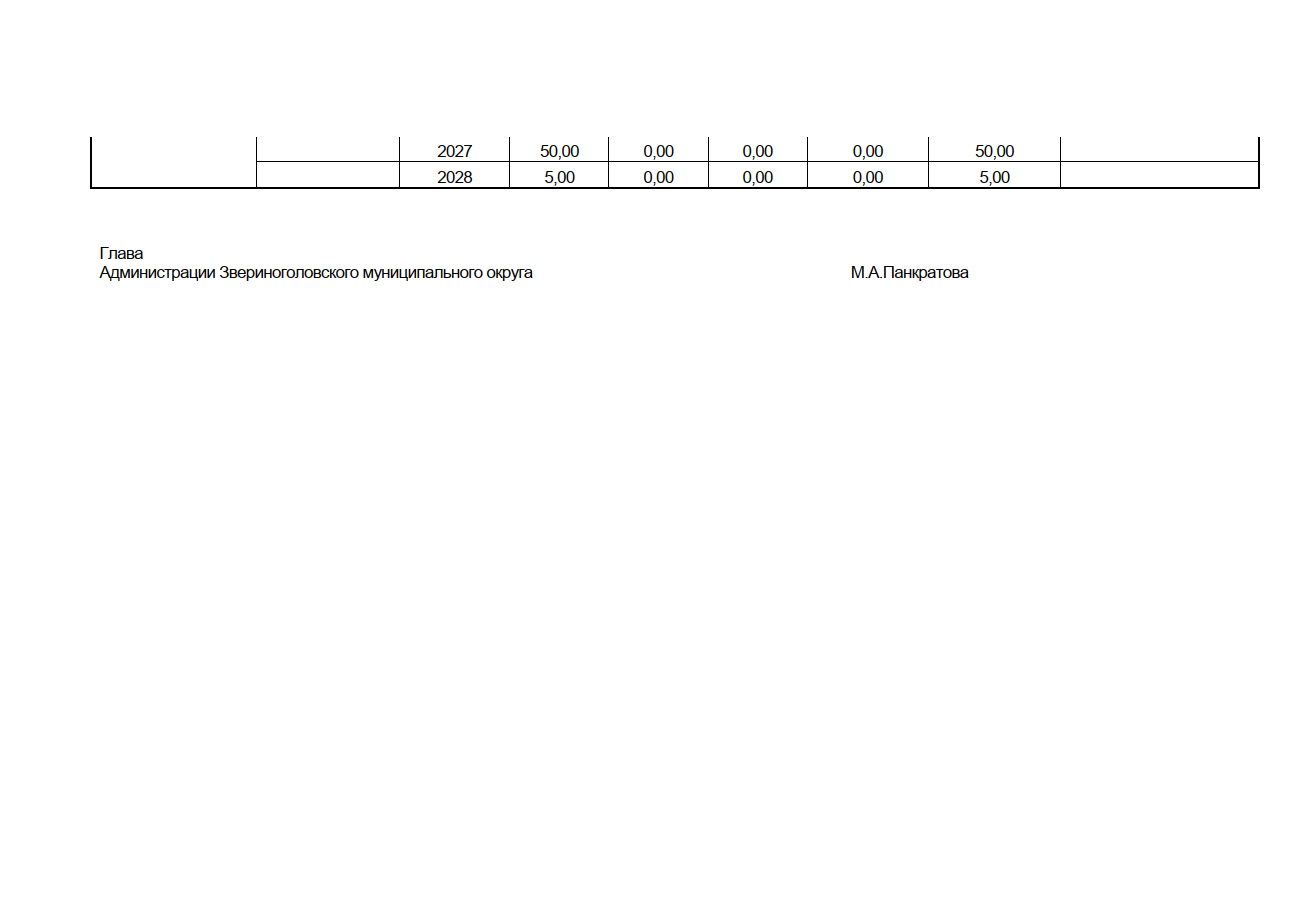 2027 50,00 0,00 0,00 0,00 50,00
2028 5,00 0,00 0,00 0,00 5,00
Глава
Администрации Звериноголовского муниципального округа М.А.Панкратова